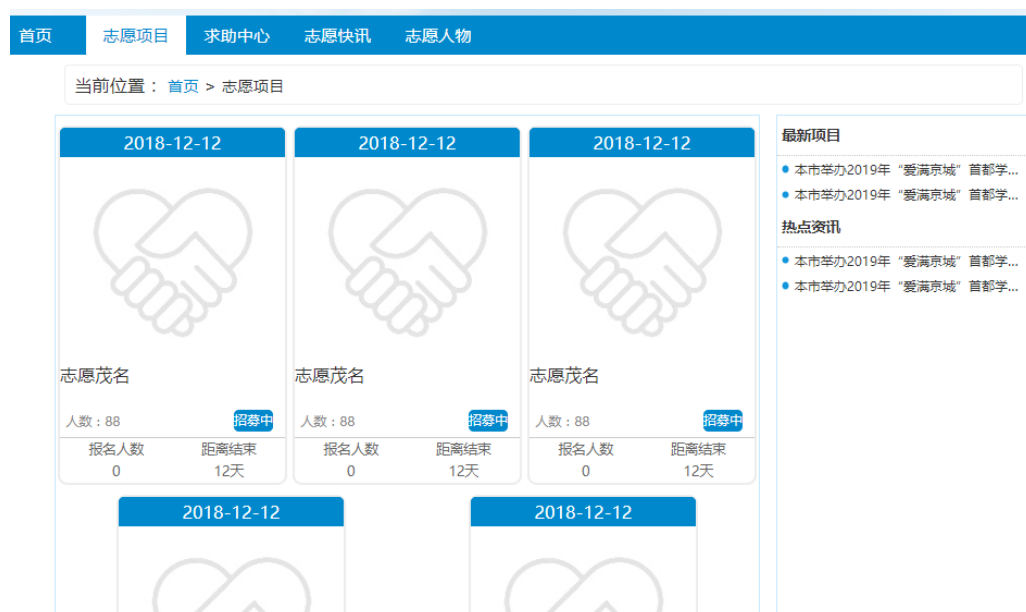 首页 志愿项目 求助中心 志愿快讯 志愿人物
当前位置： 首页 > 志愿项目
2018-12-12 2018-12-12 2018-12-12
志愿茂名 志愿茂名 志愿茂名
人数：88 招募中 人数：88 招募中 人数：88 招募中
报名人数 距离结束 报名人数 距离结束 报名人数 距离结束
0 12天 0 12天 0 12天
2018-12-12 2018-12-12
最新项目
本市举办2019年“爱满京城”首都学...
本市举办2019年“爱满京城”首都学...
热点资讯
本市举办2019年“爱满京城”首都学...
本市举办2019年“爱满京城”首都学...